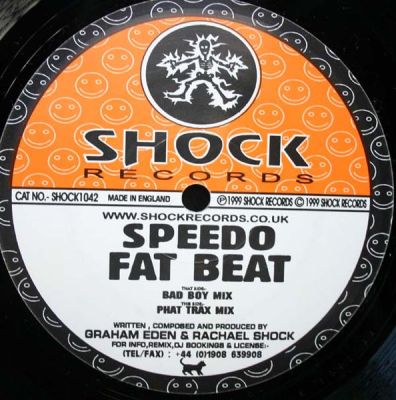 SHOCK
RECORDS
CAT NO.- SHOCK1042 MADE IN ENGLAND ℗1999 SHOCK RECORDS ©1999 SHOCK RECORDS
WWW.SHOCKRECORDS.CO.UK
SPEEDO
FAT BEAT
THAT SIDE:-
BAD BOY MIX
THIS SIDE:-
PHAT TRAX MIX
WRITTEN , COMPOSED AND PRODUCED BY
GRAHAM EDEN & RACHAEL SHOCK
FOR INFO,REMIX,DJ BOOKINGS & LICENSE:-
(TEL/FAX) : +44 (0)1908 639908